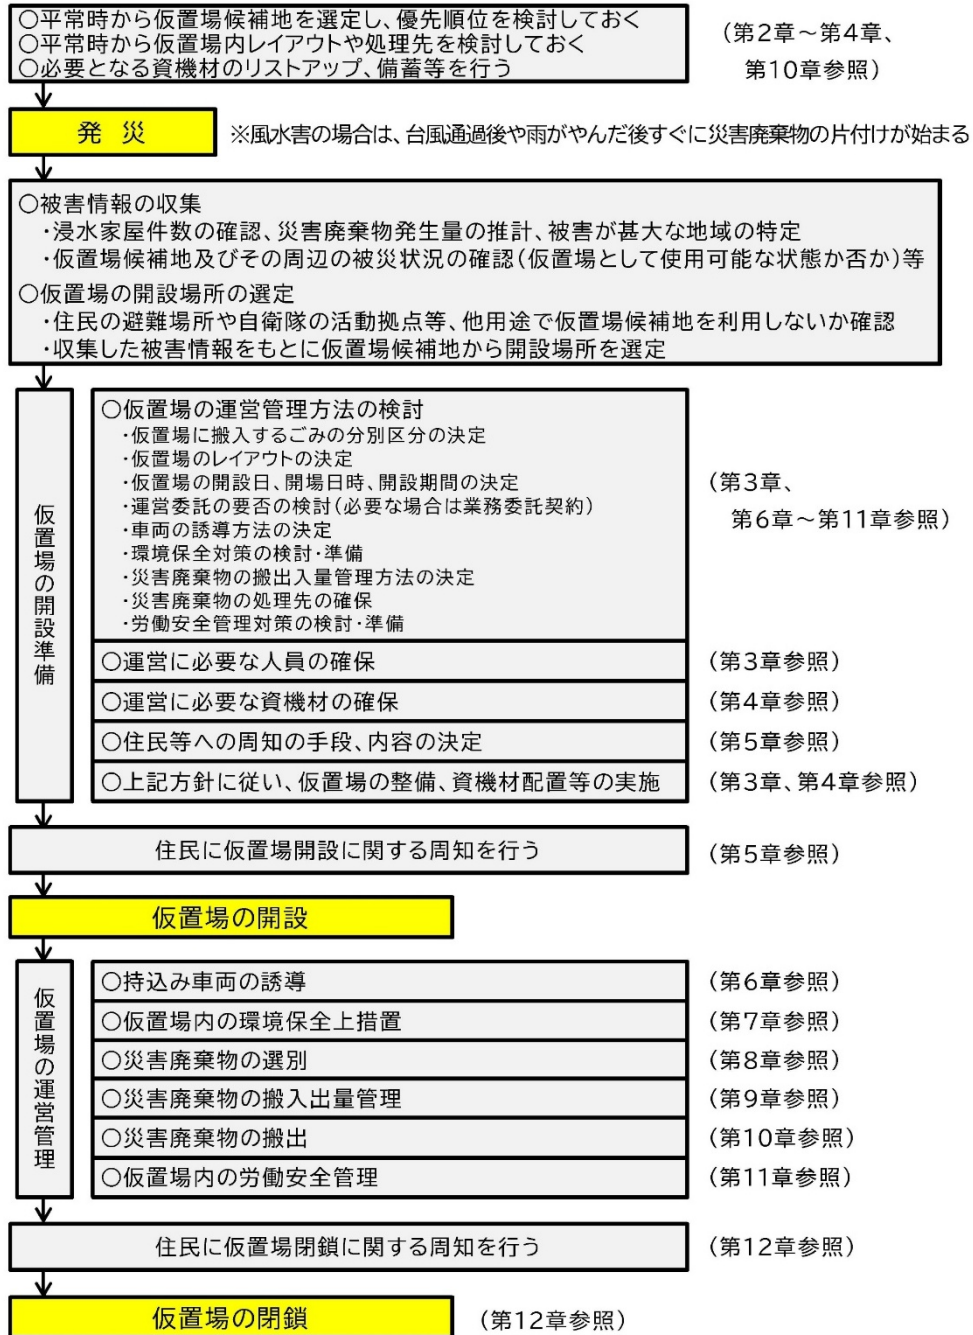 ○平常時から仮置場候補地を選定し、優先順位を検討しておく
○平常時から仮置場内レイアウトや処理先を検討しておく
○必要となる資機材のリストアップ、備蓄等を行う
（第2章～第4章、
第10章参照）
発 災
※風水害の場合は、台風通過後や雨がやんだ後すぐに災害廃棄物の片付けが始まる
○被害情報の収集
・浸水家屋件数の確認、災害廃棄物発生量の推計、被害が甚大な地域の特定
・仮置場候補地及びその周辺の被災状況の確認（仮置場として使用可能な状態か否か）等
○仮置場の開設場所の選定
・住民の避難場所や自衛隊の活動拠点等、他用途で仮置場候補地を利用しないか確認
・収集した被害情報をもとに仮置場候補地から開設場所を選定
仮置場の開設準備
○仮置場の運営管理方法の検討
・仮置場に搬入するごみの分別区分の決定
・仮置場のレイアウトの決定
・仮置場の開設日、開場日時、開設期間の決定
・運営委託の要否の検討（必要な場合は業務委託契約）
・車両の誘導方法の決定
・環境保全対策の検討・準備
・災害廃棄物の搬出入量管理方法の決定
・災害廃棄物の処理先の確保
・労働安全管理対策の検討・準備
（第3章、
第6章～第11章参照）
○運営に必要な人員の確保
（第3章参照）
○運営に必要な資機材の確保
（第4章参照）
○住民等への周知の手段、内容の決定
（第5章参照）
○上記方針に従い、仮置場の整備、資機材配置等の実施
（第3章、第4章参照）
住民に仮置場開設に関する周知を行う
（第5章参照）
仮置場の開設
仮置場の運営管理
○持込み車両の誘導
（第6章参照）
○仮置場内の環境保全上措置
（第7章参照）
○災害廃棄物の選別
（第8章参照）
○災害廃棄物の搬入出量管理
（第9章参照）
○災害廃棄物の搬出
（第10章参照）
○仮置場内の労働安全管理
（第11章参照）
住民に仮置場閉鎖に関する周知を行う
（第12章参照）
仮置場の閉鎖
（第12章参照）